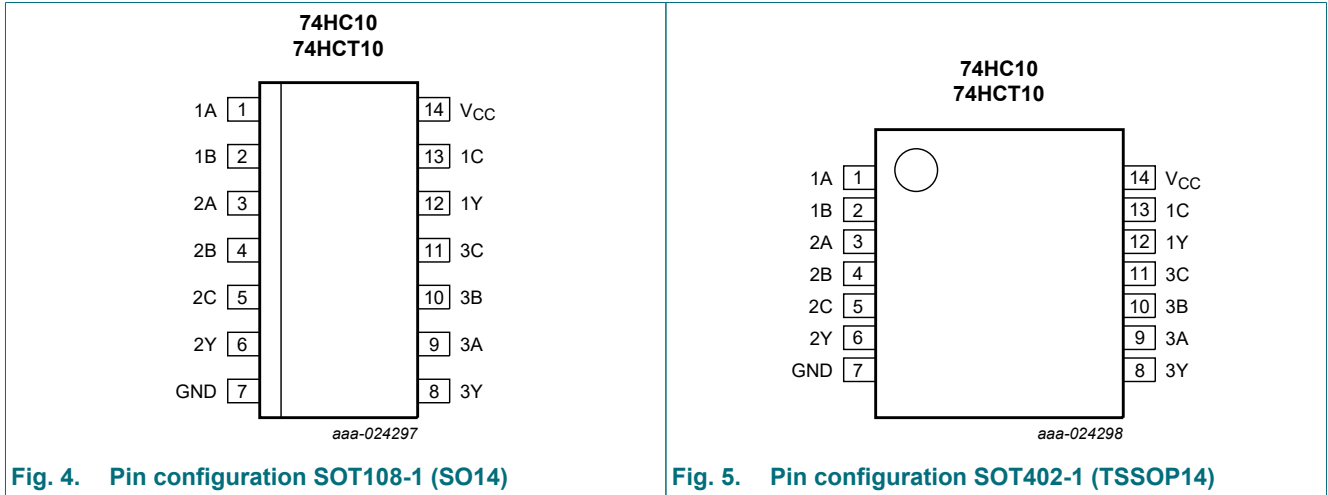 74HC10
74HCT10
1A 1 14 VCC
1B 2 13 1C
2A 3 12 1Y
2B 4 11 3C
2C 5 10 3B
2Y 6 9 3A
GND 7 8 3Y
aaa-024297
Fig. 4. Pin configuration SOT108-1 (SO14)
74HC10
74HCT10
1A 1 14 VCC
1B 2 13 1C
2A 3 12 1Y
2B 4 11 3C
2C 5 10 3B
2Y 6 9 3A
GND 7 8 3Y
aaa-024298
Fig. 5. Pin configuration SOT402-1 (TSSOP14)